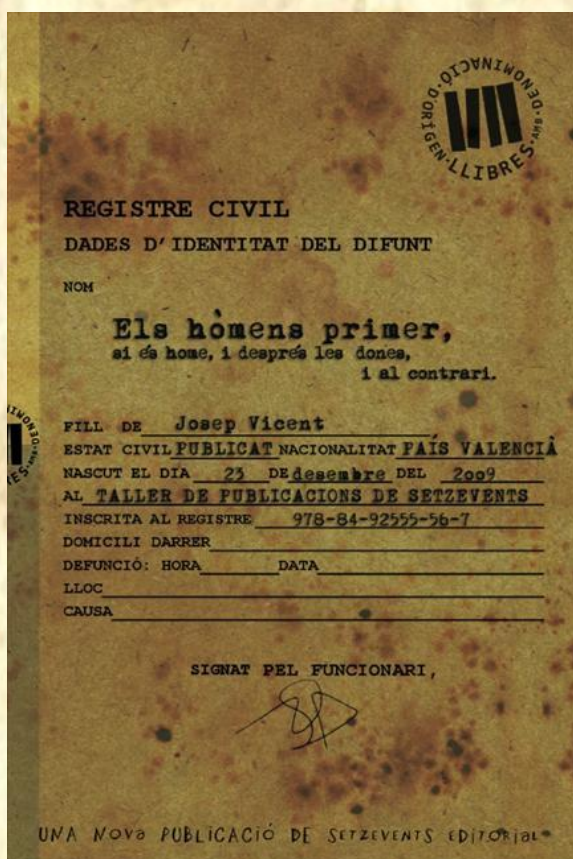 DENOMINACIÓ D'ORIGEN · LLIBRES · AMB ·
REGISTRE CIVIL
DADES D'IDENTITAT DEL DIFUNT
NOM
Els hòmens primer,
si és home, i després les dones,
i al contrari.
FILL DE Josep Vicent
ESTAT CIVIL PUBLICAT NACIONALITAT PAÍS VALENCIÀ
NASCUT EL DIA 23 DE desembre DEL 2009
AL TALLER DE PUBLICACIONS DE SETZEVENTS
INSCRITA AL REGISTRE 978-84-92555-56-7
DOMICILI DARRER
DEFUNCIÓ: HORA DATA
LLOC
CAUSA
SIGNAT PEL FUNCIONARI,
UNA NOVA PUBLICACIÓ DE SETZEVENTS EDITORIAL